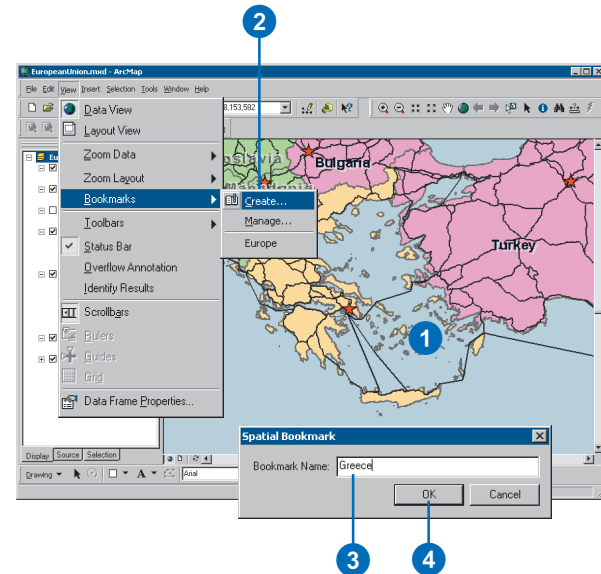 2
EuropeanUnion.mxd - ArcMap
File Edit View Insert Selection Tools Window Help
8,153,582
Data View
Layout View
Zoom Data
Zoom Layout
Bookmarks
Toolbars
Status Bar
Overflow Annotation
Identify Results
Scrollbars
Rulers
Guides
Grid
Data Frame Properties...
Create...
Manage...
Europe
Bulgaria
Turkey
1
Display Source Selection
Drawing
A
Arial
Spatial Bookmark
Bookmark Name: Greece
OK Cancel
3 4